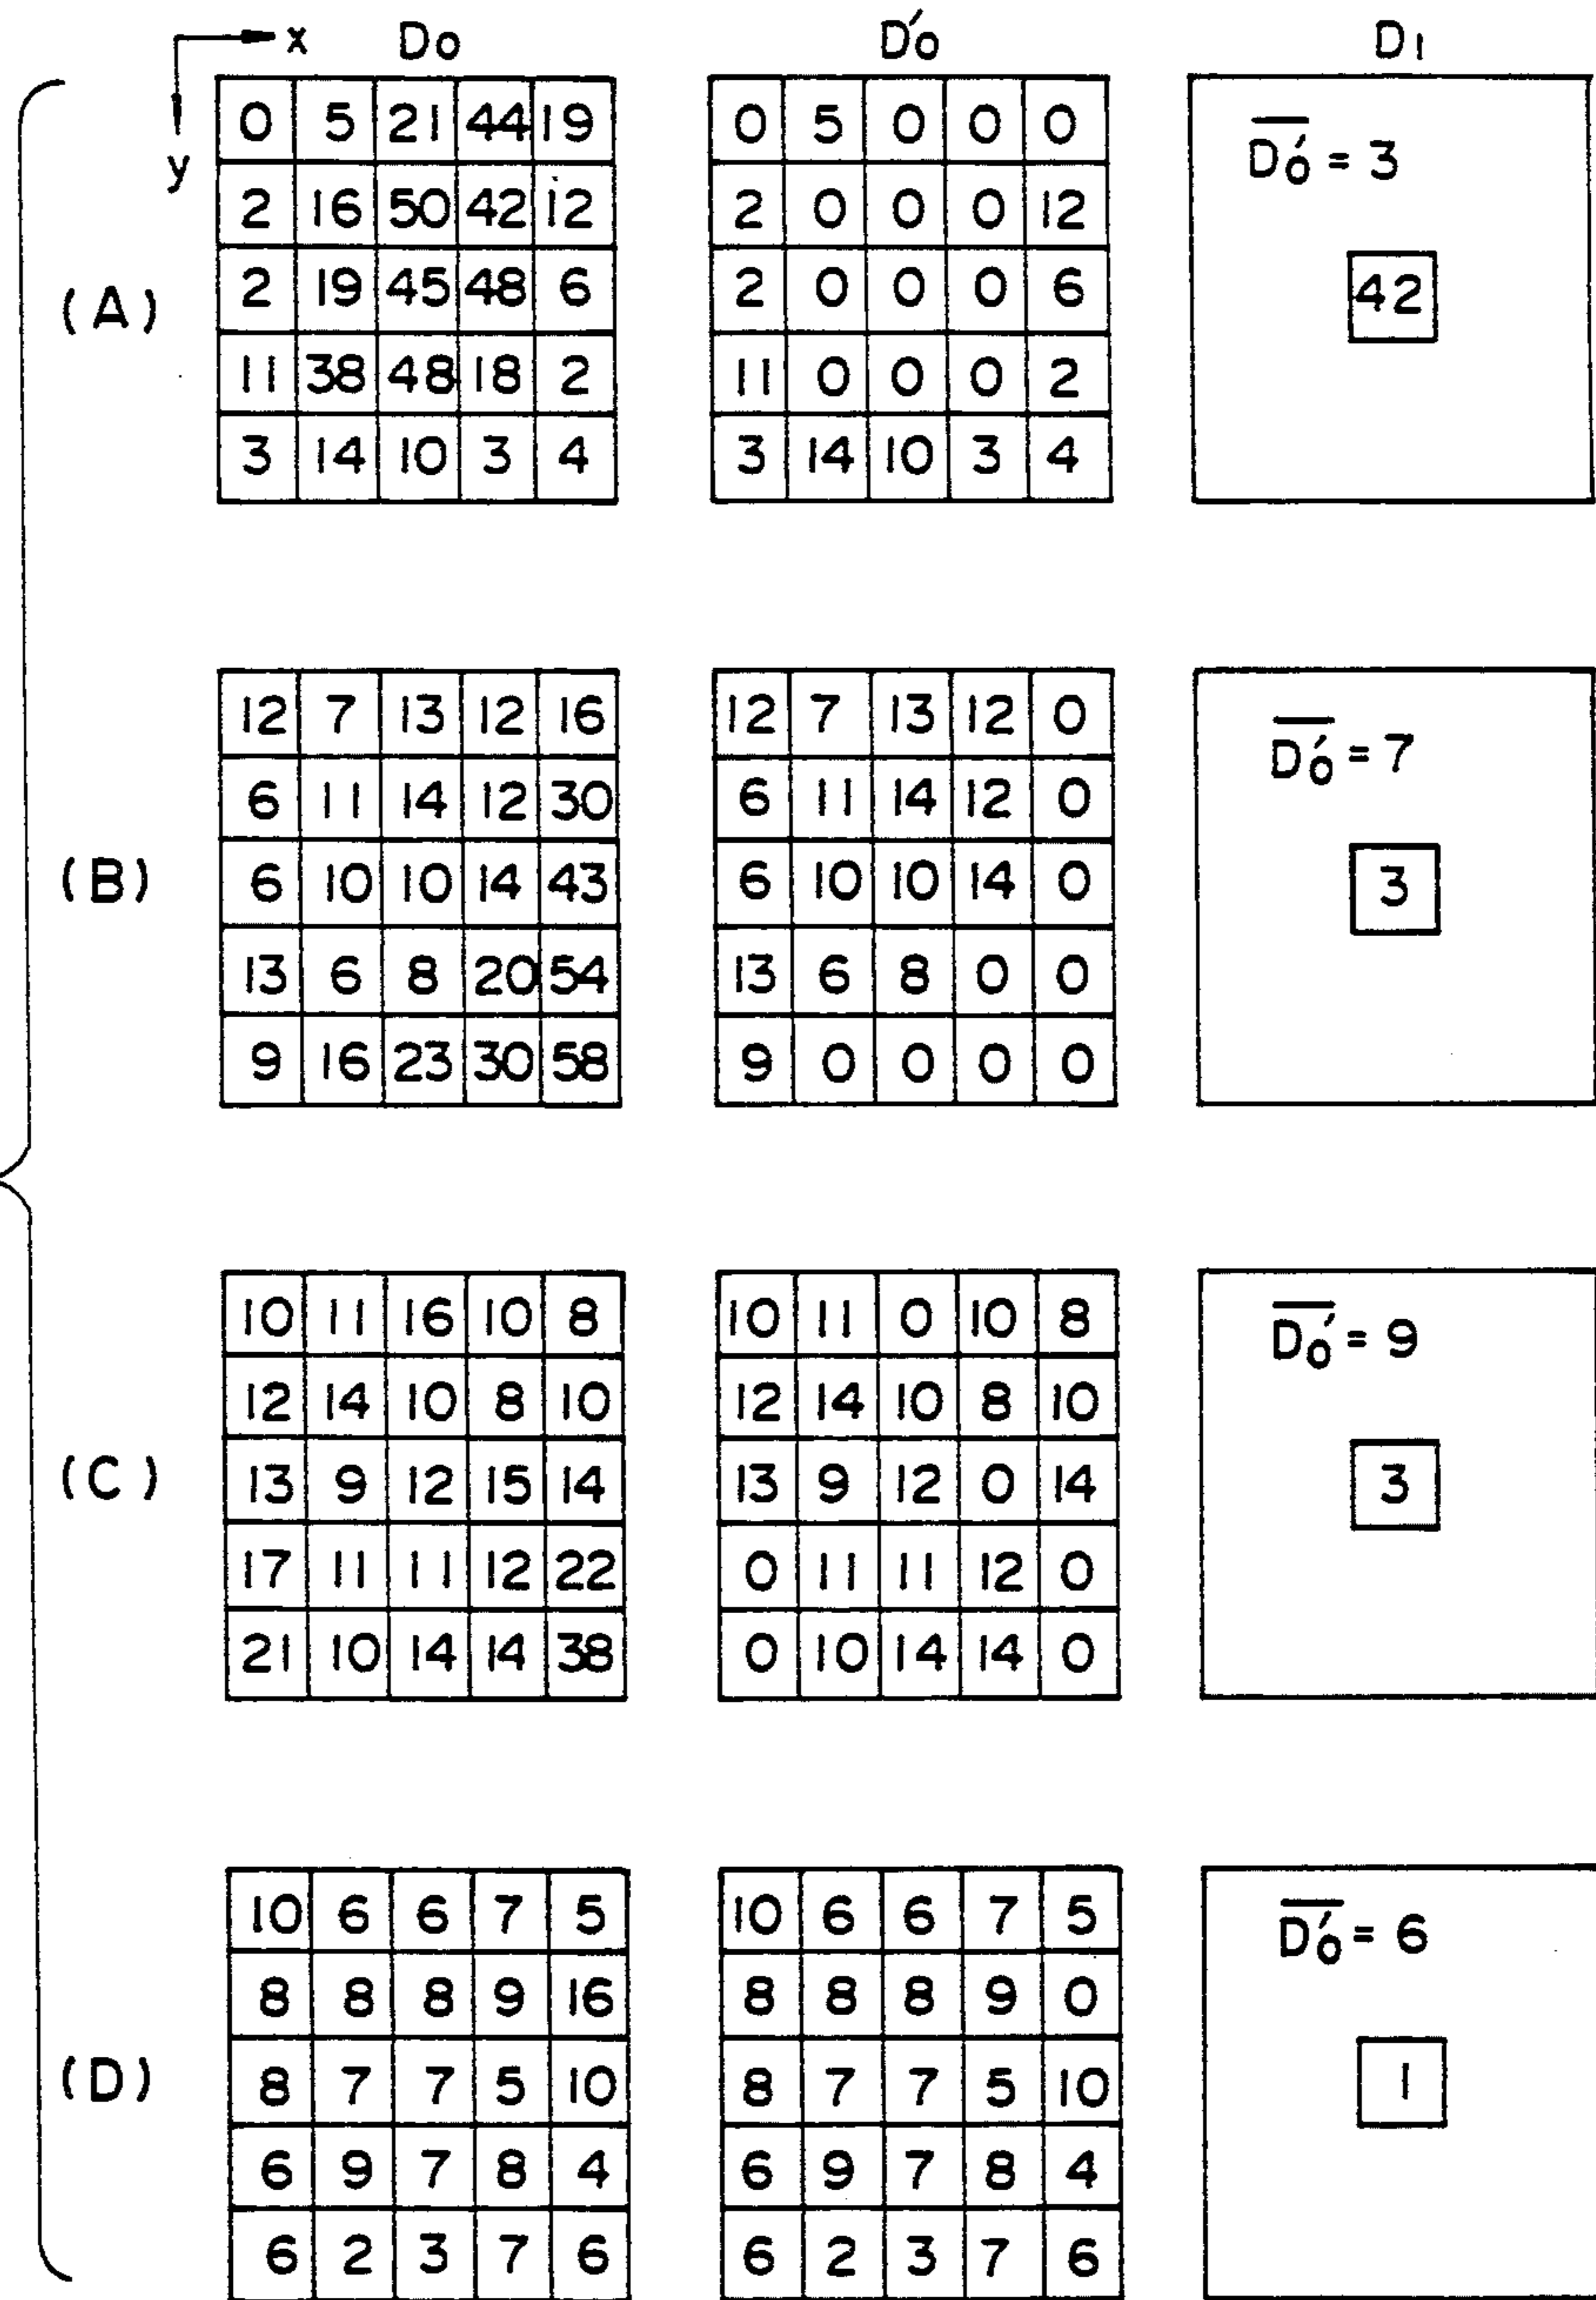 x D₀ D′₀ D₁
y
(A)
0 5 21 44 19
2 16 50 42 12
2 19 45 48 6
11 38 48 18 2
3 14 10 3 4
0 5 0 0 0
2 0 0 0 12
2 0 0 0 6
11 0 0 0 2
3 14 10 3 4
D̅′₀ = 3
42
(B)
12 7 13 12 16
6 11 14 12 30
6 10 10 14 43
13 6 8 20 54
9 16 23 30 58
12 7 13 12 0
6 11 14 12 0
6 10 10 14 0
13 6 8 0 0
9 0 0 0 0
D̅′₀ = 7
3
(C)
10 11 16 10 8
12 14 10 8 10
13 9 12 15 14
17 11 11 12 22
21 10 14 14 38
10 11 0 10 8
12 14 10 8 10
13 9 12 0 14
0 11 11 12 0
0 10 14 14 0
D̅₀′ = 9
3
(D)
10 6 6 7 5
8 8 8 9 16
8 7 7 5 10
6 9 7 8 4
6 2 3 7 6
10 6 6 7 5
8 8 8 9 0
8 7 7 5 10
6 9 7 8 4
6 2 3 7 6
D̅′₀ = 6
1